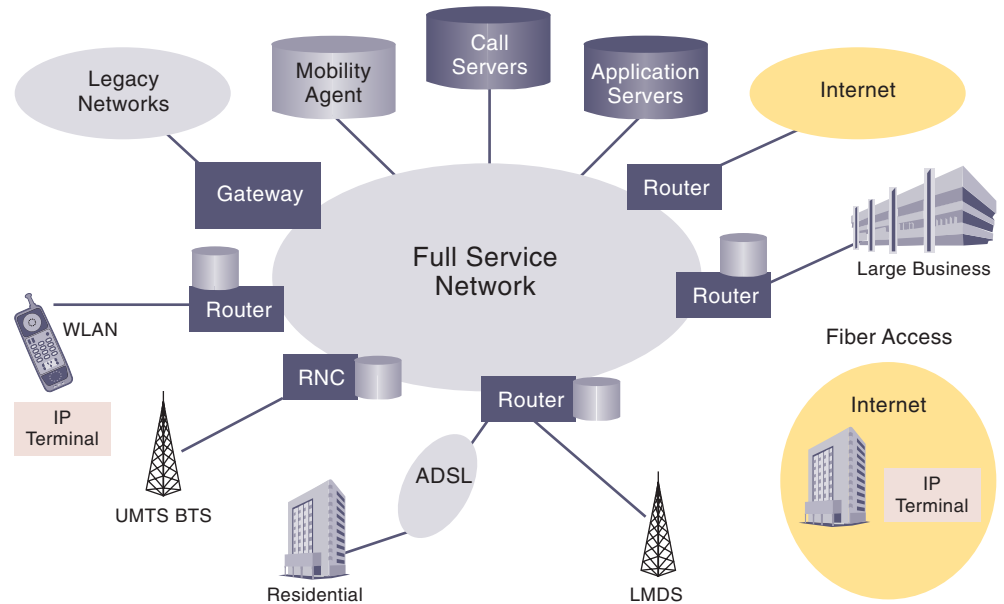 Legacy
Networks
Mobility
Agent
Call
Servers
Application
Servers
Internet
Gateway
Router
Full Service
Network
Large Business
Router
Router
WLAN
Fiber Access
RNC
Router
Internet
IP
Terminal
ADSL
IP
Terminal
UMTS BTS
Residential
LMDS